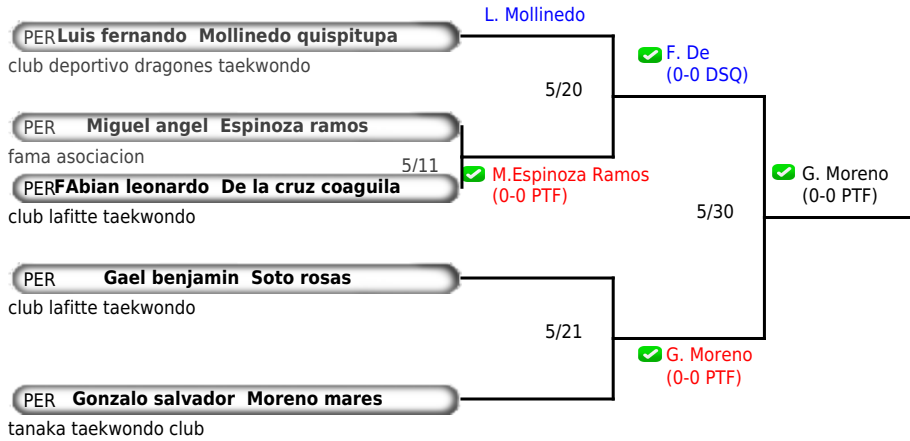 L. Mollinedo
PER Luis fernando  Mollinedo quispitupa
club deportivo dragones taekwondo
F. De
(0-0 DSQ)
5/20
PER Miguel angel  Espinoza ramos
fama asociacion
5/11
M.Espinoza Ramos
(0-0 PTF)
PER FAbian leonardo  De la cruz coaguila
club lafitte taekwondo
G. Moreno
(0-0 PTF)
5/30
PER Gael benjamin  Soto rosas
club lafitte taekwondo
5/21
G. Moreno
(0-0 PTF)
PER Gonzalo salvador  Moreno mares
tanaka taekwondo club